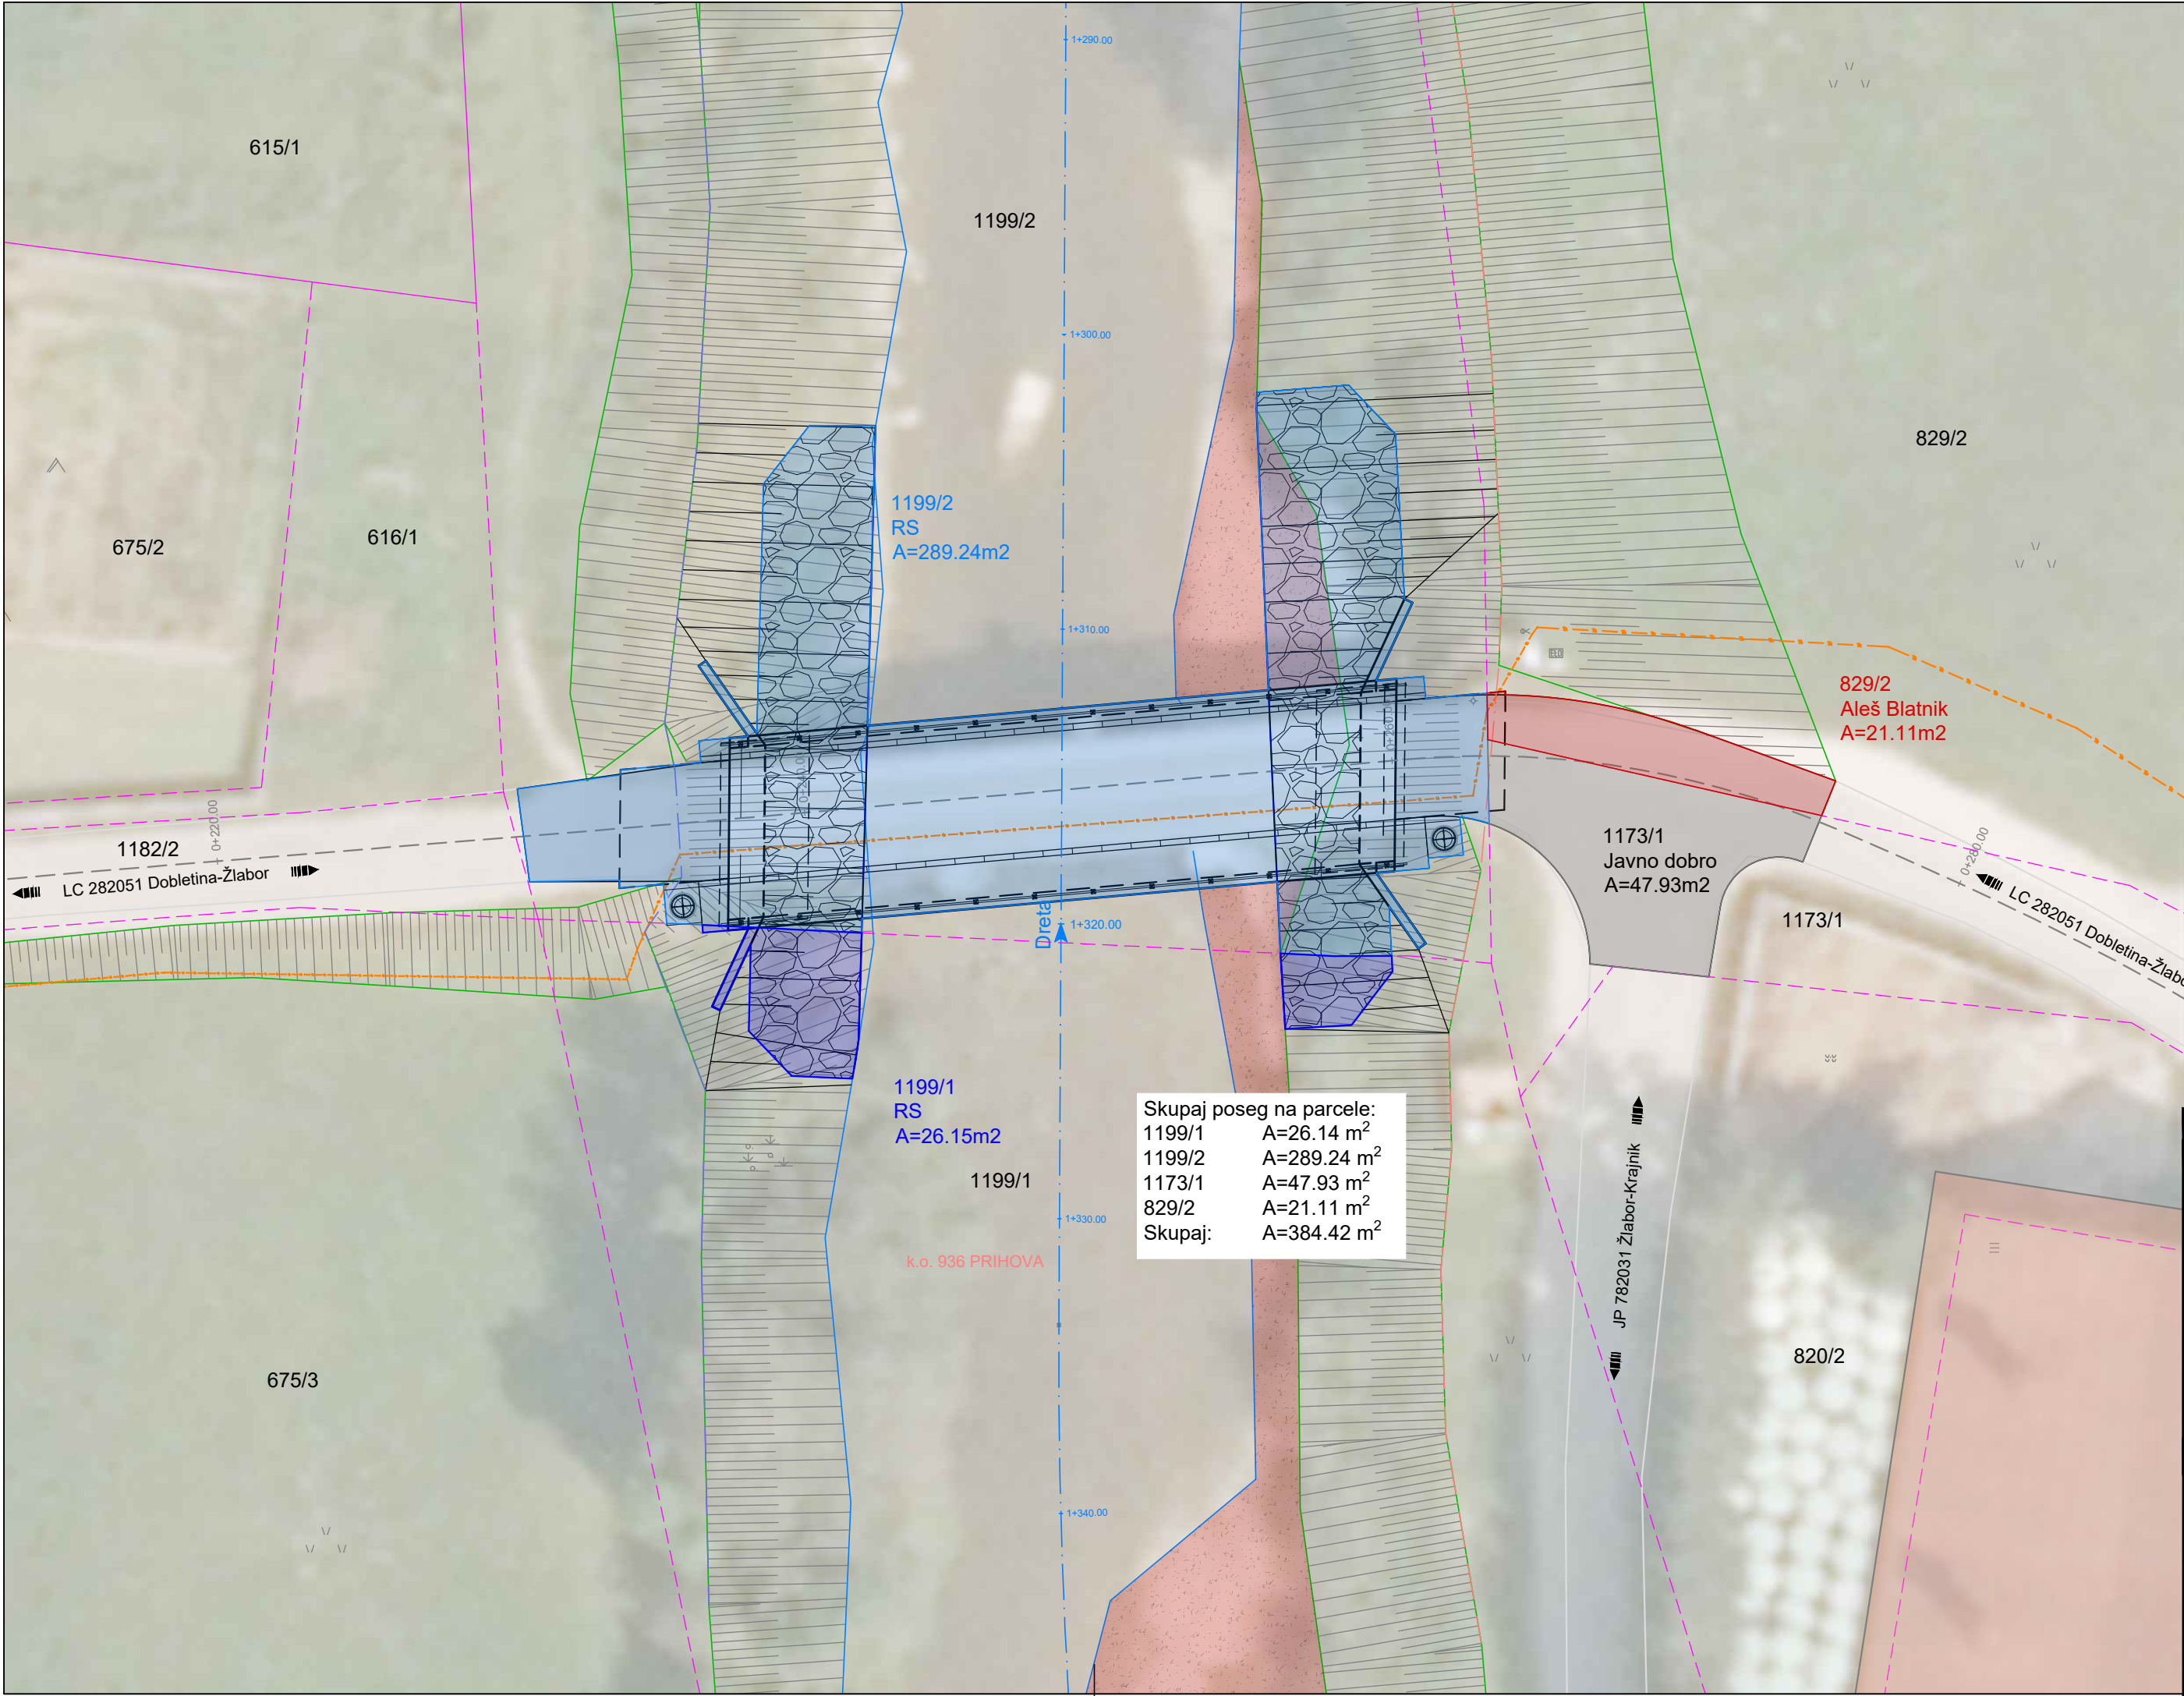 1+290.00
615/1
1199/2
1+300.00
829/2
1199/2
RS
A=289.24m2
675/2
616/1
1+310.00
829/2
Aleš Blatnik
A=21.11m2
0+220.00
1182/2
LC 282051 Dobletina-Žlabor
1173/1
Javno dobro
A=47.93m2
0+280.00
LC 282051 Dobletina-Žlabo
1173/1
Dreta
1+320.00
1199/1
RS
A=26.15m2
1199/1
Skupaj poseg na parcele:
1199/1 A=26.14 m²
1199/2 A=289.24 m²
1173/1 A=47.93 m²
829/2 A=21.11 m²
Skupaj: A=384.42 m²
1+330.00
k.o. 936 PRIHOVA
JP 782031 Žlabor-Krajnik
820/2
675/3
1+340.00